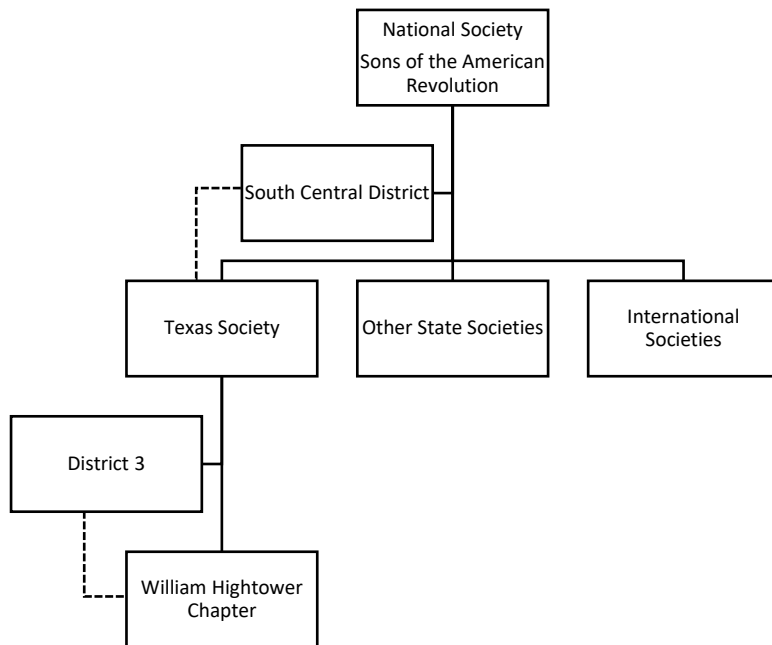 National Society
Sons of the American
Revolution
South Central District
Texas Society
Other State Societies
International
Societies
District 3
William Hightower
Chapter